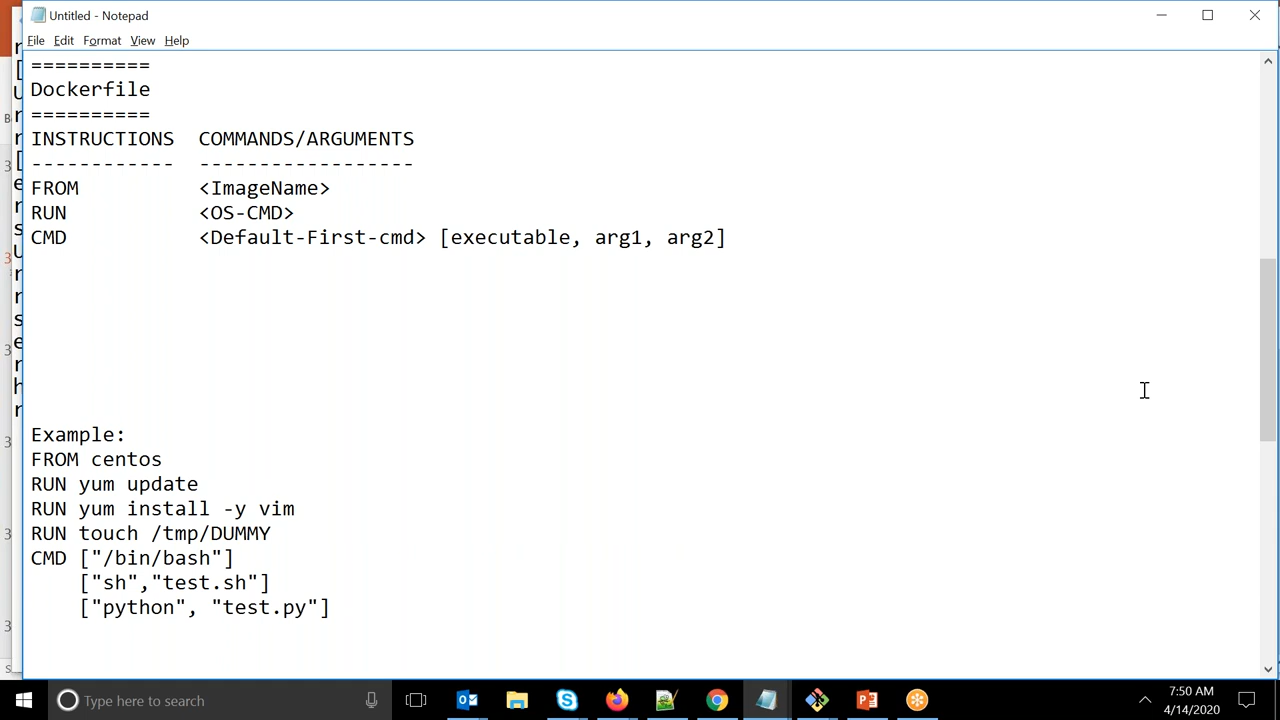 Untitled - Notepad
File Edit Format View Help
==========
Dockerfile
==========
INSTRUCTIONS  COMMANDS/ARGUMENTS
------------  ------------------
FROM          <ImageName>
RUN           <OS-CMD>
CMD           <Default-First-cmd> [executable, arg1, arg2]
Example:
FROM centos
RUN yum update
RUN yum install -y vim
RUN touch /tmp/DUMMY
CMD ["/bin/bash"]
    ["sh","test.sh"]
    ["python", "test.py"]
Type here to search
7:50 AM
4/14/2020